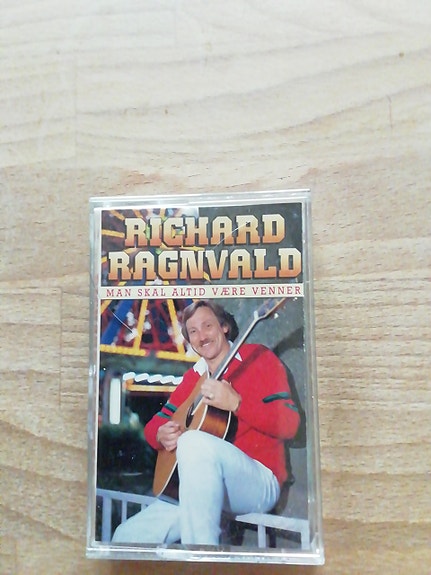 RICHARD
RAGNVALD
MAN SKAL ALTID VÆRE VENNER